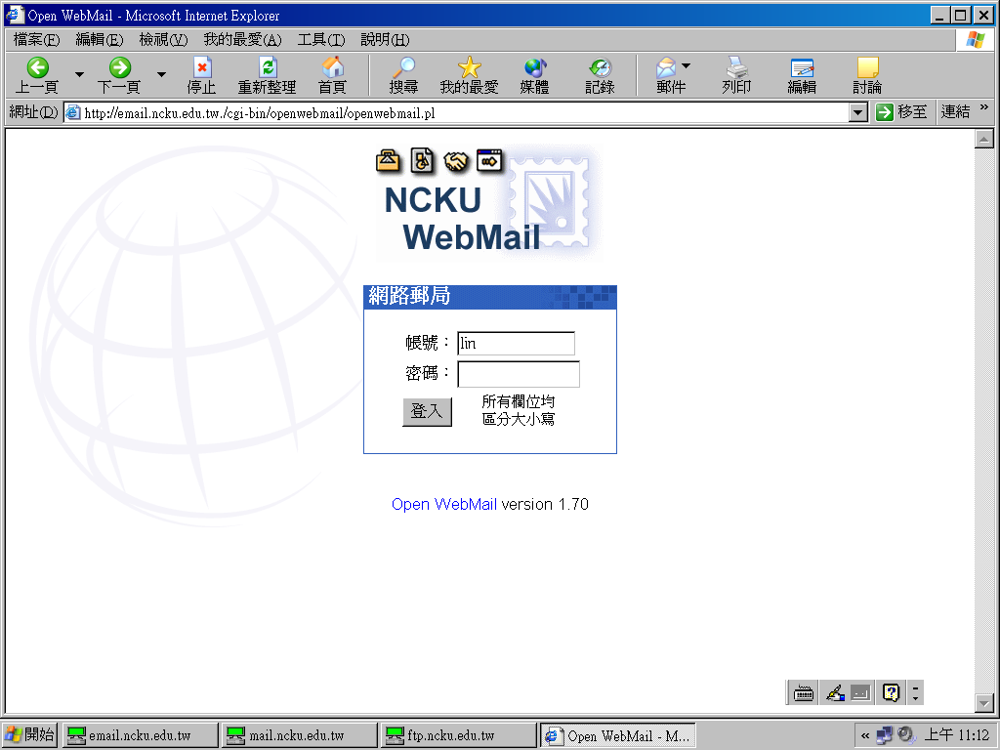 Open WebMail - Microsoft Internet Explorer
檔案(F) 編輯(E) 檢視(V) 我的最愛(A) 工具(T) 說明(H)
上一頁 下一頁 停止 重新整理 首頁 搜尋 我的最愛 媒體 記錄 郵件 列印 編輯 討論
網址(D) http://email.ncku.edu.tw./cgi-bin/openwebmail/openwebmail.pl 移至 連結 »
NCKU
WebMail
網路郵局
帳號： lin
密碼：
登入 所有欄位均
區分大小寫
Open WebMail version 1.70
開始 email.ncku.edu.tw mail.ncku.edu.tw ftp.ncku.edu.tw Open WebMail - M... « 上午 11:12